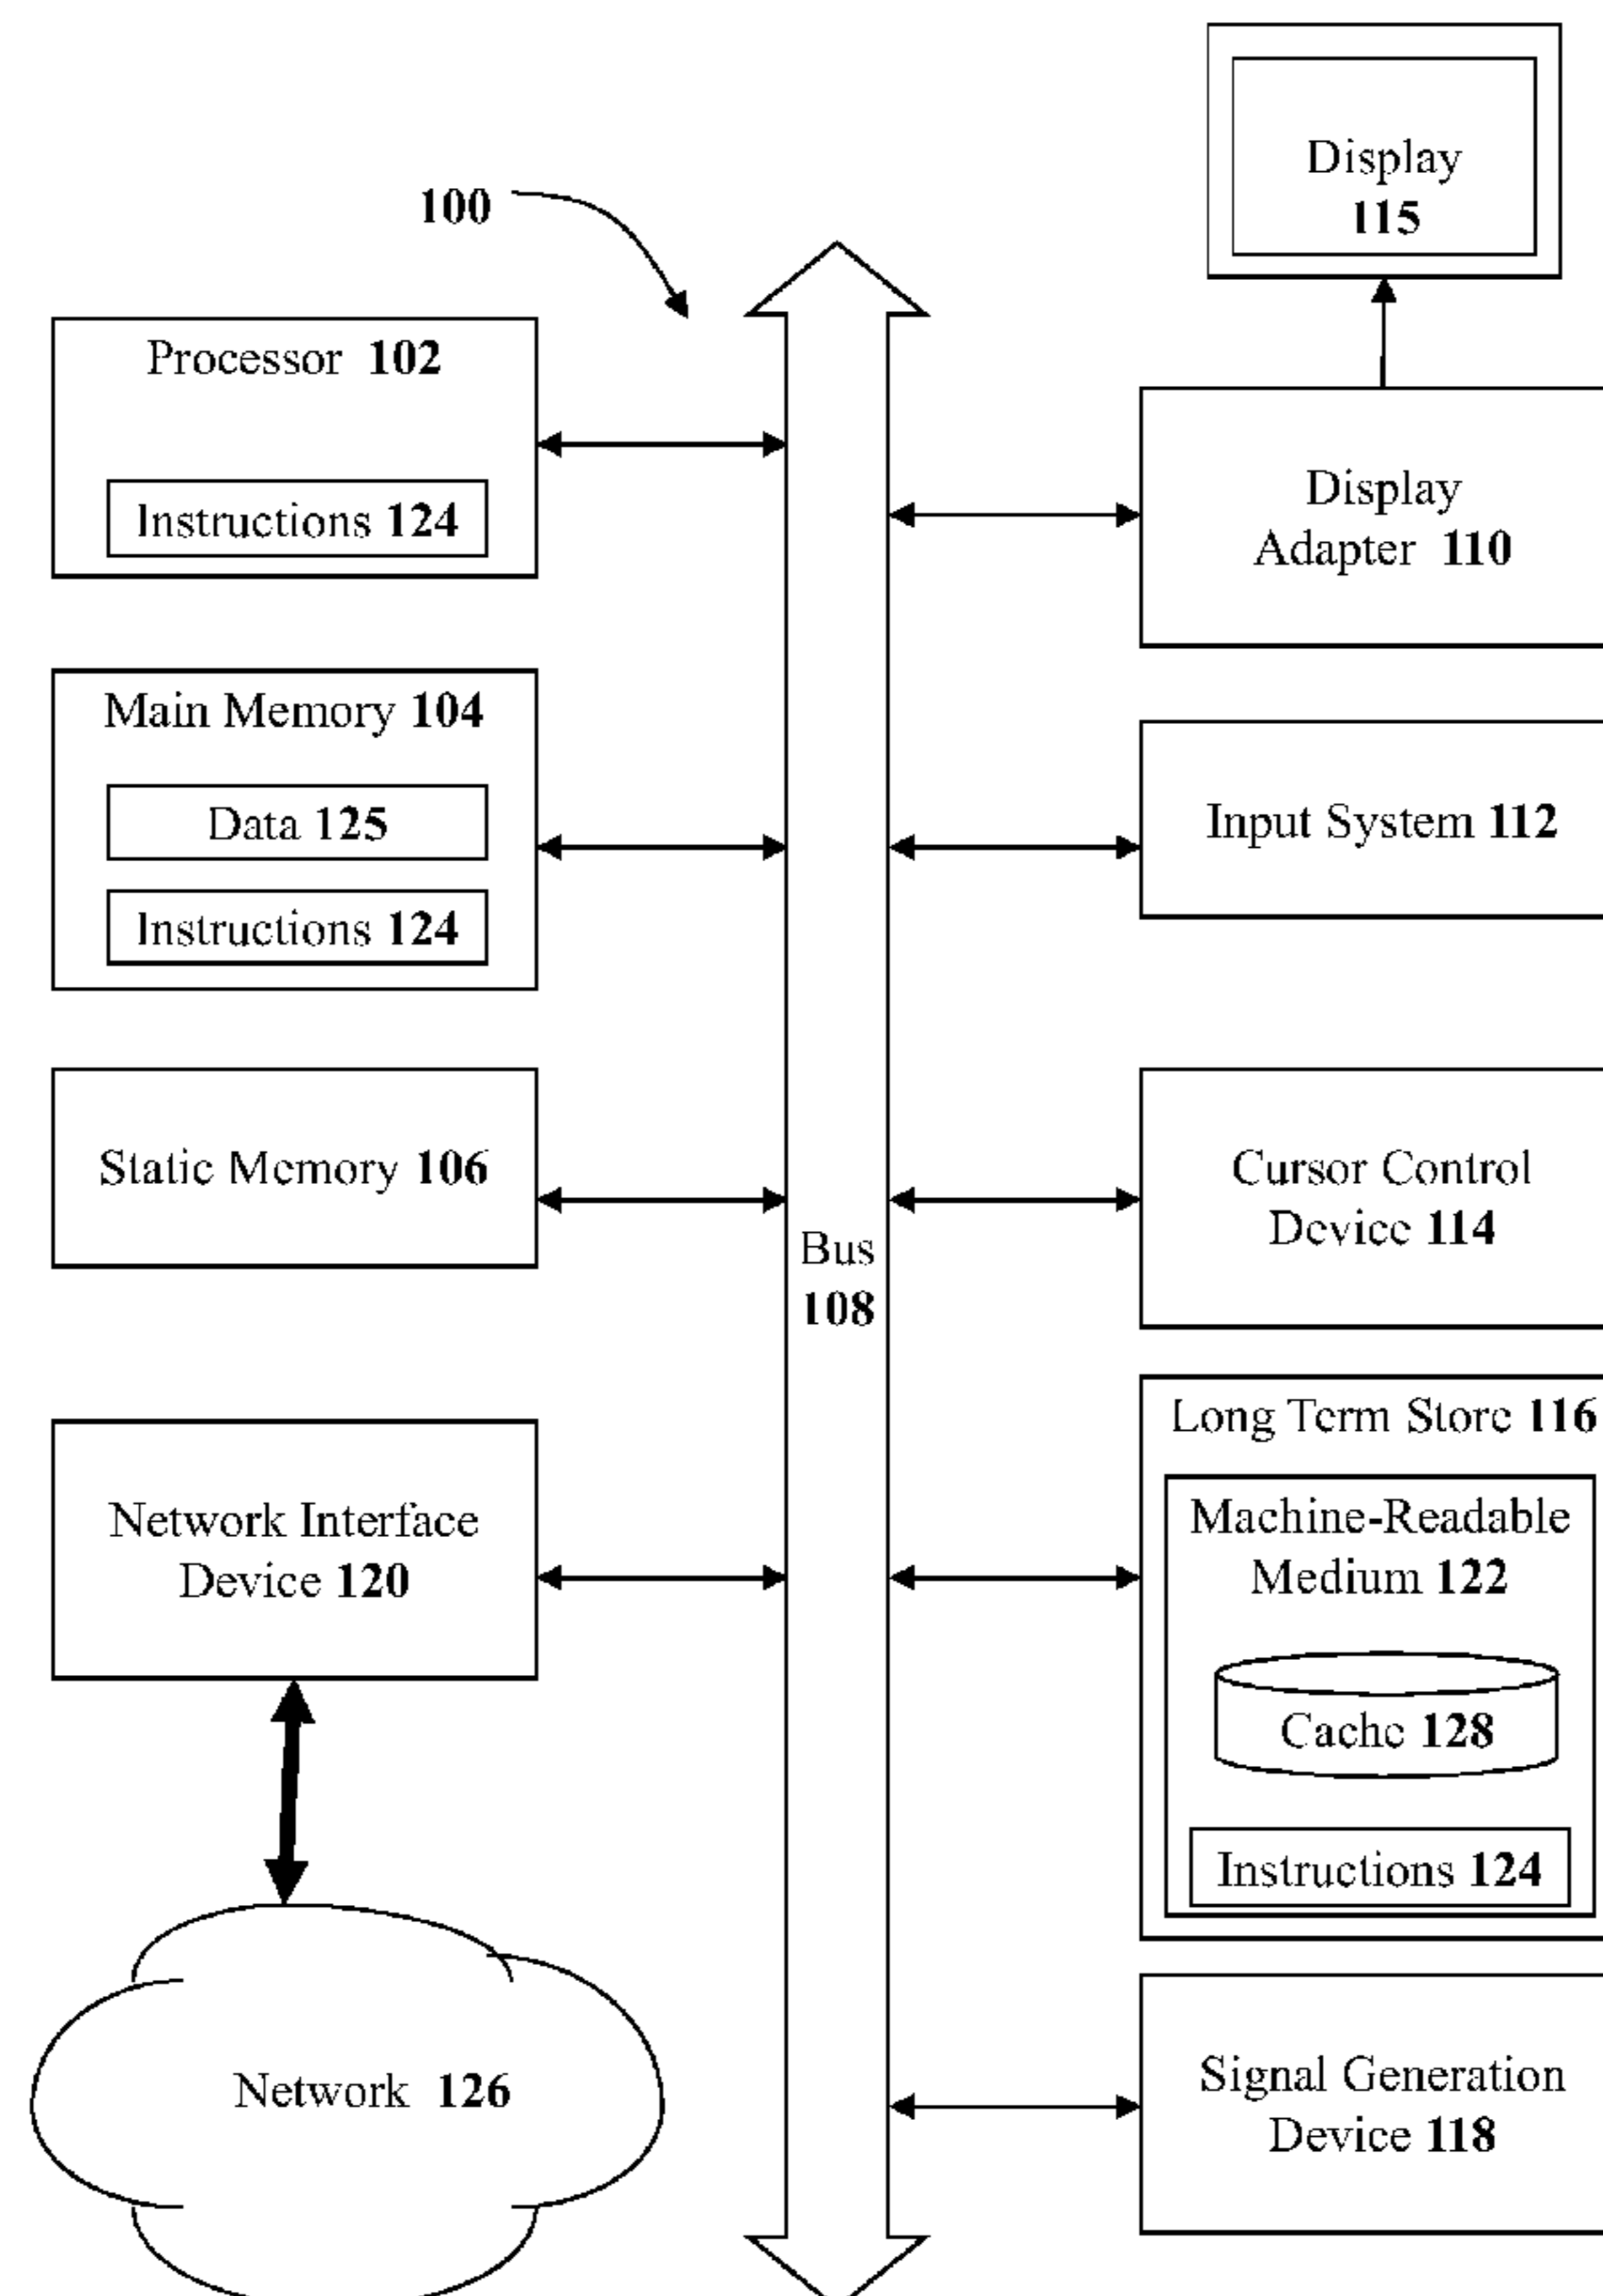 100
Processor 102
Instructions 124
Main Memory 104
Data 125
Instructions 124
Static Memory 106
Network Interface
Device 120
Network 126
Bus
108
Display
115
Display
Adapter 110
Input System 112
Cursor Control
Device 114
Long Term Store 116
Machine-Readable
Medium 122
Cache 128
Instructions 124
Signal Generation
Device 118